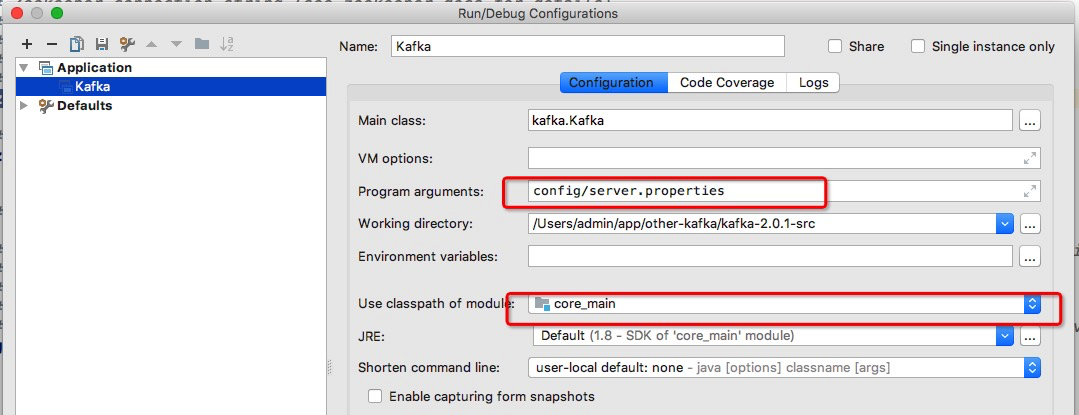 Run/Debug Configurations
Name: Kafka
Share
Single instance only
Application
Kafka
Defaults
Configuration Code Coverage Logs
Main class: kafka.Kafka ...
VM options:
Program arguments: config/server.properties
Working directory: /Users/admin/app/other-kafka/kafka-2.0.1-src ...
Environment variables: ...
Use classpath of module: core_main
JRE: Default (1.8 - SDK of 'core_main' module) ...
Shorten command line: user-local default: none - java [options] classname [args]
Enable capturing form snapshots